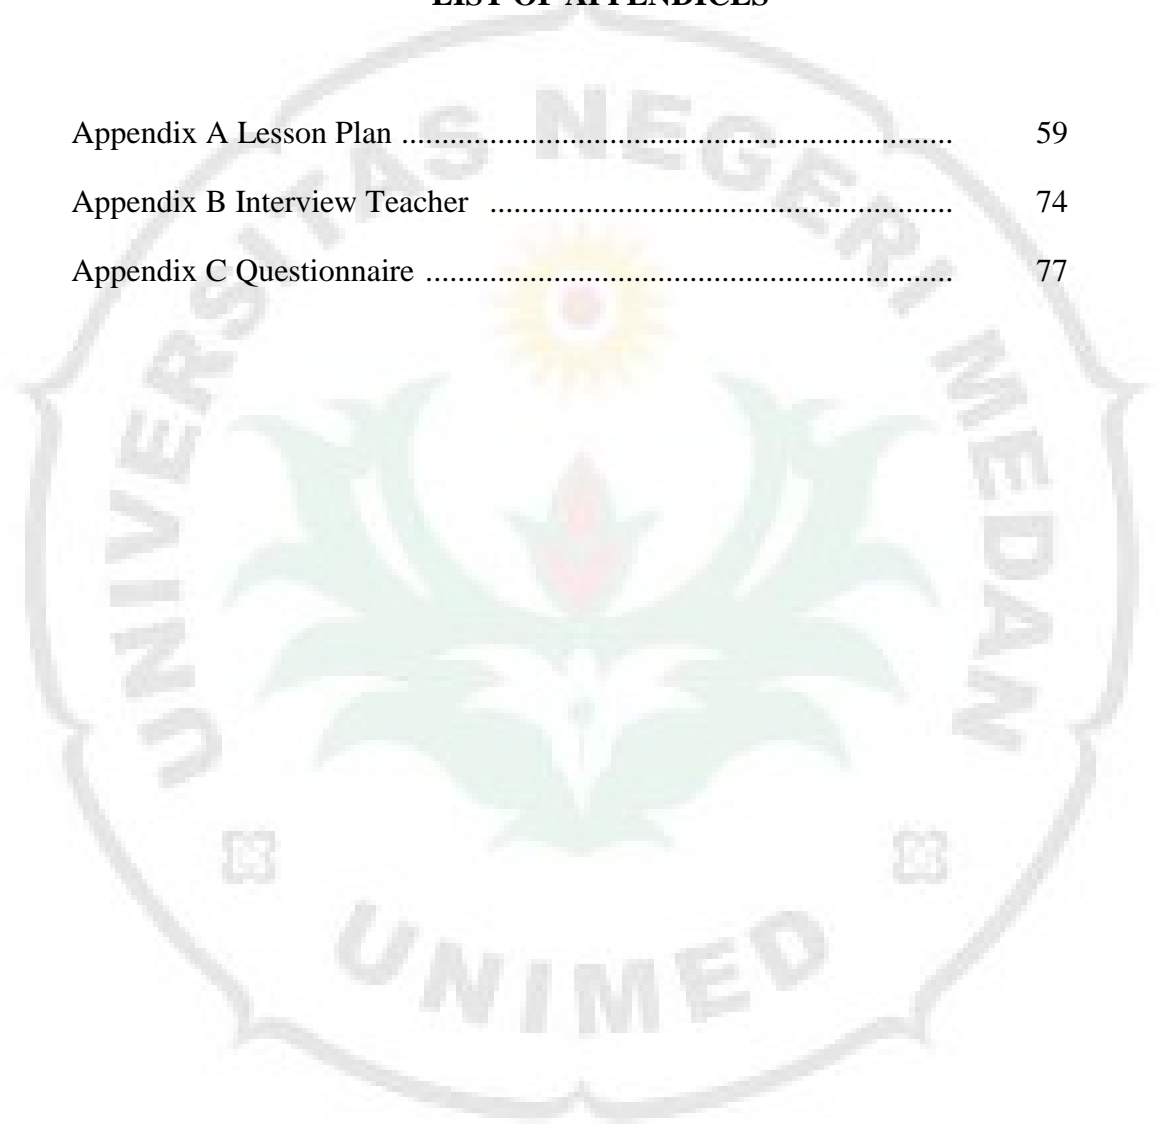 LIST OF APPENDICES
Appendix A Lesson Plan ..................................................................... 59
Appendix B Interview Teacher .......................................................... 74
Appendix C Questionnaire .................................................................. 77
UNIVERSITAS NEGERI MEDAN
UNIMED